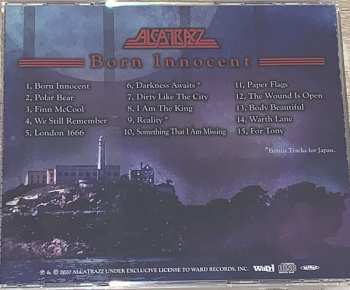 ALCATRAZZ
Born Innocent
1, Born Innocent
2, Polar Bear
3, Finn McCool
4, We Still Remember
5, London 1666
6, Darkness Awaits *
7, Dirty Like The City
8, I Am The King
9, Reality *
10, Something That I Am Missing
11, Paper Flags
12, The Wound Is Open
13, Body Beautiful
14, Warth Lane
15, For Tony
*Bonus Tracks for Japan.
℗ & © 2020 ALCATRAZZ UNDER EXCLUSIVE LICENSE TO WARD RECORDS, INC.